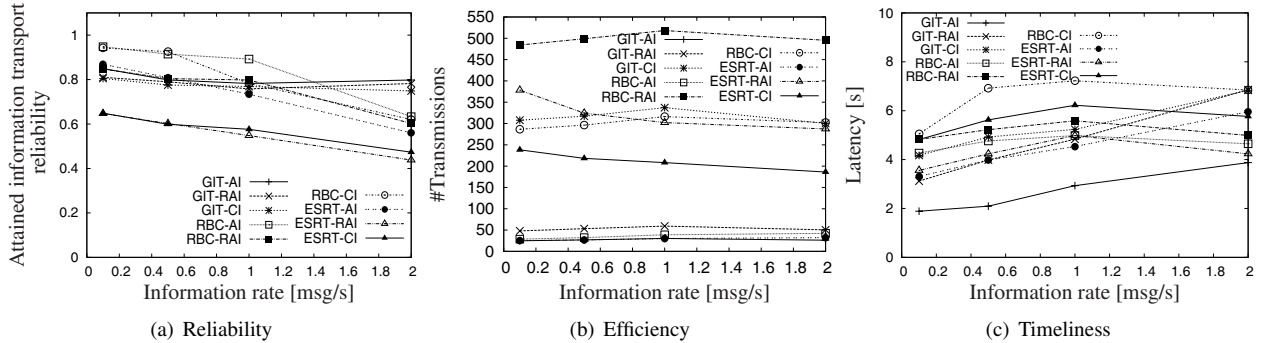 Attained information transport
reliability
1
0.8
0.6
0.4
0.2
0
0 0.2 0.4 0.6 0.8 1 1.2 1.4 1.6 1.8 2
Information rate [msg/s]
GIT-AI
GIT-RAI
GIT-CI
RBC-AI
RBC-RAI
RBC-CI
ESRT-AI
ESRT-RAI
ESRT-CI
(a) Reliability
#Transmissions
550
500
450
400
350
300
250
200
150
100
50
0
0 0.2 0.4 0.6 0.8 1 1.2 1.4 1.6 1.8 2
Information rate [msg/s]
GIT-AI
GIT-RAI
GIT-CI
RBC-AI
RBC-RAI
RBC-CI
ESRT-AI
ESRT-RAI
ESRT-CI
(b) Efficiency
Latency [s]
10
8
6
4
2
0
0 0.2 0.4 0.6 0.8 1 1.2 1.4 1.6 1.8 2
Information rate [msg/s]
GIT-AI
GIT-RAI
GIT-CI
RBC-AI
RBC-RAI
RBC-CI
ESRT-AI
ESRT-RAI
ESRT-CI
(c) Timeliness